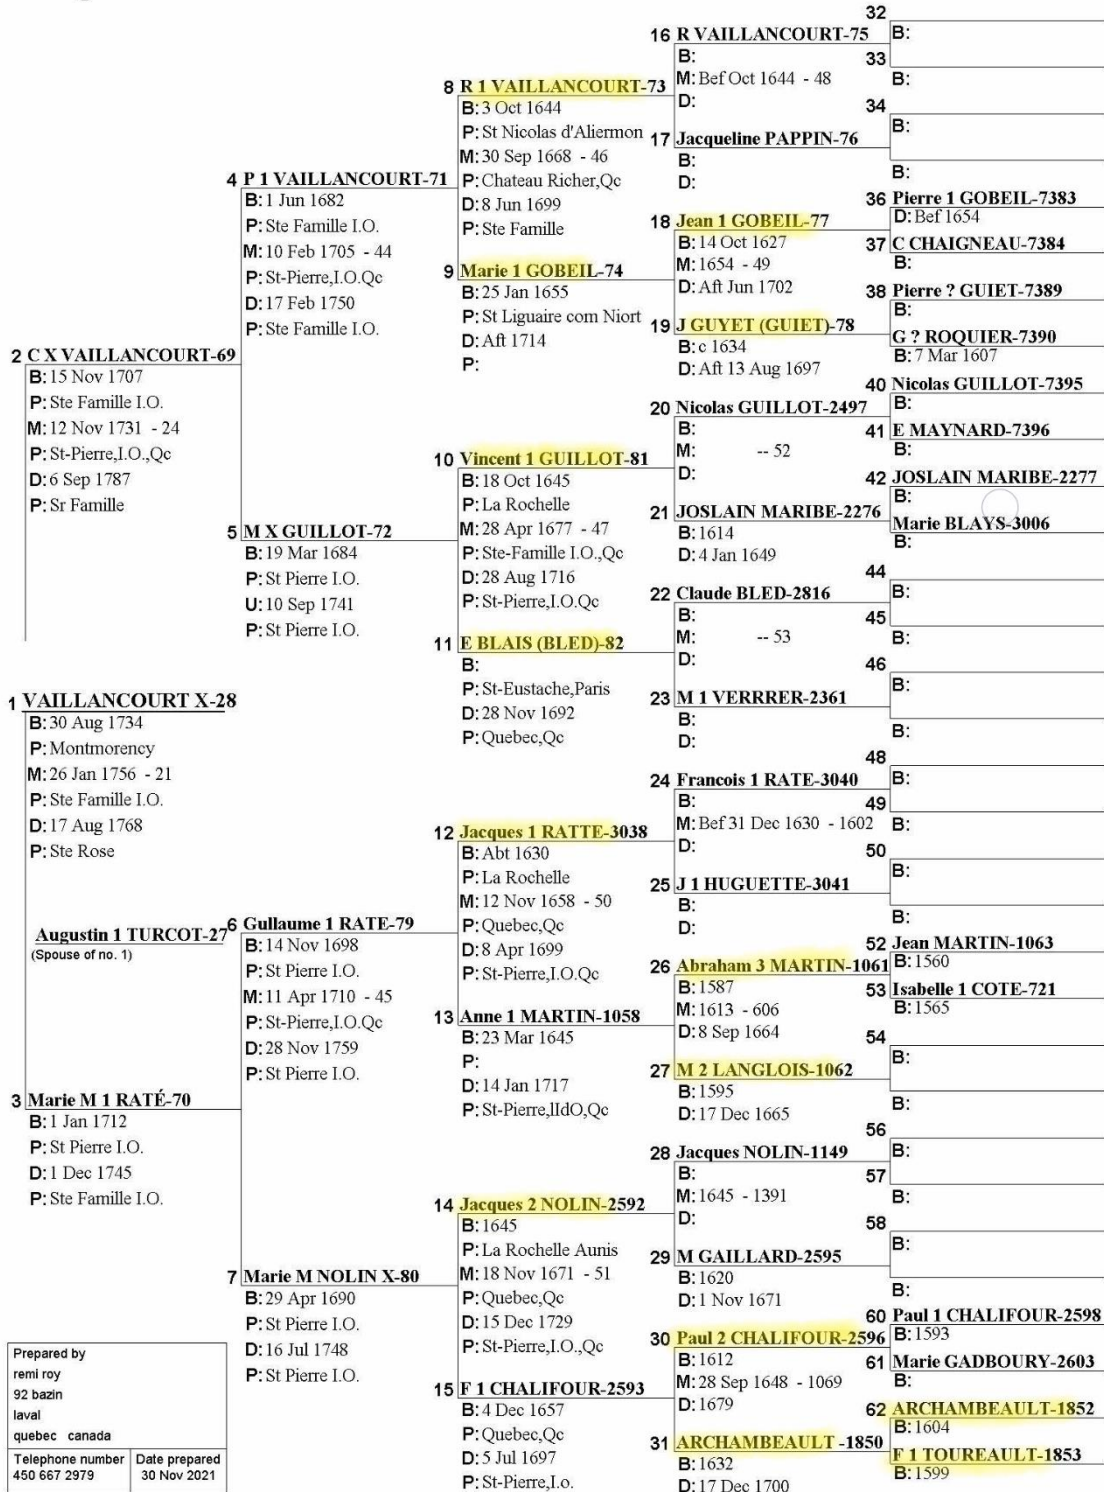 2 C X VAILLANCOURT-69
B: 15 Nov 1707
P: Ste Famille I.O.
M: 12 Nov 1731 - 24
P: St-Pierre,I.O.,Qc
D: 6 Sep 1787
P: Sr Famille
1 VAILLANCOURT X-28
B: 30 Aug 1734
P: Montmorency
M: 26 Jan 1756 - 21
P: Ste Famille I.O.
D: 17 Aug 1768
P: Ste Rose
Augustin 1 TURCOT-27
(Spouse of no. 1)
3 Marie M 1 RATÉ-70
B: 1 Jan 1712
P: St Pierre I.O.
D: 1 Dec 1745
P: Ste Famille I.O.
Prepared by
remi roy
92 bazin
laval
quebec canada
Telephone number
450 667 2979
Date prepared
30 Nov 2021
4 P 1 VAILLANCOURT-71
B: 1 Jun 1682
P: Ste Famille I.O.
M: 10 Feb 1705 - 44
P: St-Pierre,I.O.Qc
D: 17 Feb 1750
P: Ste Famille I.O.
5 M X GUILLOT-72
B: 19 Mar 1684
P: St Pierre I.O.
U: 10 Sep 1741
P: St Pierre I.O.
6 Gullaume 1 RATE-79
B: 14 Nov 1698
P: St Pierre I.O.
M: 11 Apr 1710 - 45
P: St-Pierre,I.O.Qc
D: 28 Nov 1759
P: St Pierre I.O.
7 Marie M NOLIN X-80
B: 29 Apr 1690
P: St Pierre I.O.
D: 16 Jul 1748
P: St Pierre I.O.
8 R 1 VAILLANCOURT-73
B: 3 Oct 1644
P: St Nicolas d'Aliermon
M: 30 Sep 1668 - 46
P: Chateau Richer,Qc
D: 8 Jun 1699
P: Ste Famille
9 Marie 1 GOBEIL-74
B: 25 Jan 1655
P: St Liguaire com Niort
D: Aft 1714
P:
10 Vincent 1 GUILLOT-81
B: 18 Oct 1645
P: La Rochelle
M: 28 Apr 1677 - 47
P: Ste-Famille I.O.,Qc
D: 28 Aug 1716
P: St-Pierre,I.O.Qc
11 E BLAIS (BLED)-82
B:
P: St-Eustache,Paris
D: 28 Nov 1692
P: Quebec,Qc
12 Jacques 1 RATTE-3038
B: Abt 1630
P: La Rochelle
M: 12 Nov 1658 - 50
P: Quebec,Qc
D: 8 Apr 1699
P: St-Pierre,I.O.Qc
13 Anne 1 MARTIN-1058
B: 23 Mar 1645
P:
D: 14 Jan 1717
P: St-Pierre,lIdO,Qc
14 Jacques 2 NOLIN-2592
B: 1645
P: La Rochelle Aunis
M: 18 Nov 1671 - 51
P: Quebec,Qc
D: 15 Dec 1729
P: St-Pierre,I.O.,Qc
15 F 1 CHALIFOUR-2593
B: 4 Dec 1657
P: Quebec,Qc
D: 5 Jul 1697
P: St-Pierre,I.o.
16 R VAILLANCOURT-75
B:
M: Bef Oct 1644 - 48
D:
17 Jacqueline PAPPIN-76
B:
D:
18 Jean 1 GOBEIL-77
B: 14 Oct 1627
M: 1654 - 49
D: Aft Jun 1702
19 J GUYET (GUIET)-78
B: c 1634
D: Aft 13 Aug 1697
20 Nicolas GUILLOT-2497
B:
M: -- 52
D:
21 JOSLAIN MARIBE-2276
B: 1614
D: 4 Jan 1649
22 Claude BLED-2816
B:
M: -- 53
D:
23 M 1 VERRRER-2361
B:
D:
24 Francois 1 RATE-3040
B:
M: Bef 31 Dec 1630 - 1602
D:
25 J 1 HUGUETTE-3041
B:
D:
26 Abraham 3 MARTIN-1061
B: 1587
M: 1613 - 606
D: 8 Sep 1664
27 M 2 LANGLOIS-1062
B: 1595
D: 17 Dec 1665
28 Jacques NOLIN-1149
B:
M: 1645 - 1391
D:
29 M GAILLARD-2595
B: 1620
D: 1 Nov 1671
30 Paul 2 CHALIFOUR-2596
B: 1612
M: 28 Sep 1648 - 1069
D: 1679
31 ARCHAMBEAULT -1850
B: 1632
D: 17 Dec 1700
32
B:
33
B:
34
B:
B:
36 Pierre 1 GOBEIL-7383
D: Bef 1654
37 C CHAIGNEAU-7384
B:
38 Pierre ? GUIET-7389
B:
G ? ROQUIER-7390
B: 7 Mar 1607
40 Nicolas GUILLOT-7395
B:
41 E MAYNARD-7396
B:
42 JOSLAIN MARIBE-2277
B:
Marie BLAYS-3006
B:
44
B:
45
B:
46
B:
B:
48
B:
49
B:
50
B:
B:
52 Jean MARTIN-1063
B: 1560
53 Isabelle 1 COTE-721
B: 1565
54
B:
B:
56
B:
57
B:
58
B:
B:
60 Paul 1 CHALIFOUR-2598
B: 1593
61 Marie GADBOURY-2603
B:
62 ARCHAMBEAULT-1852
B: 1604
F 1 TOUREAULT-1853
B: 1599